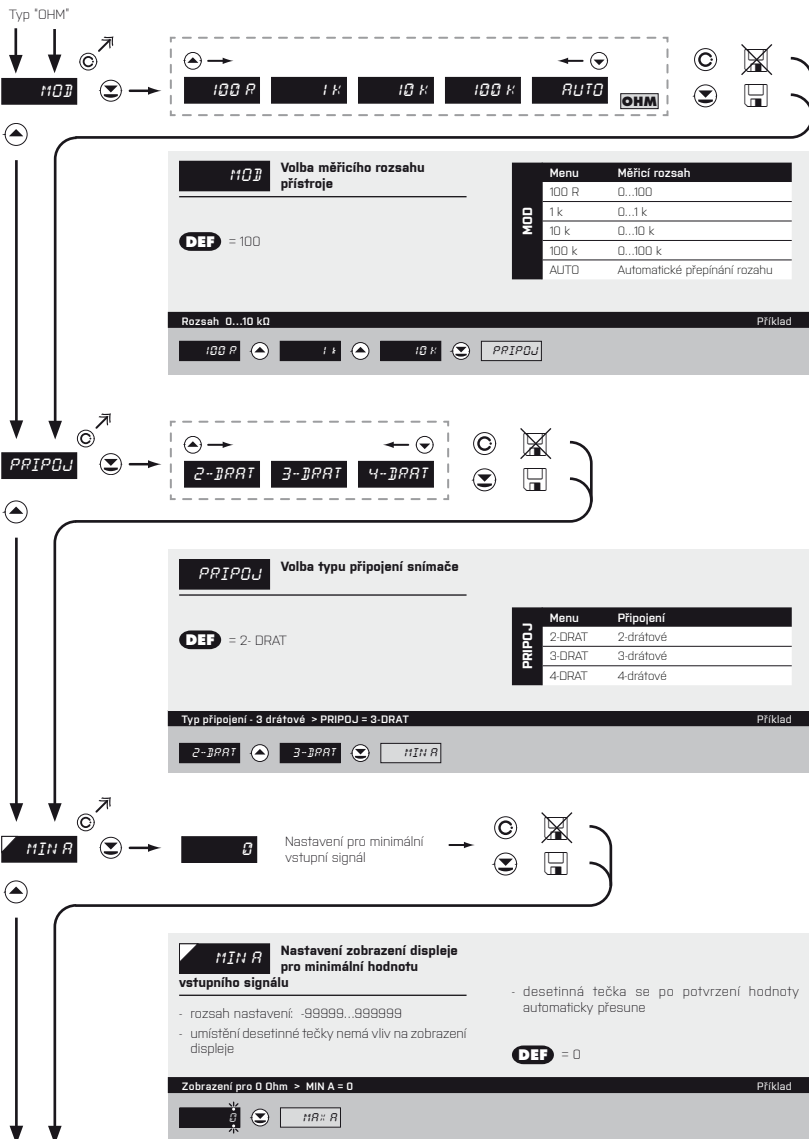 Typ "OHM"
MOD
100 R
1 K
10 K
100 K
AUTO
OHM
MOD
Volba měřicího rozsahu
přístroje
DEF = 100
MOD
Menu Měřicí rozsah
100 R 0...100
1 k 0...1 k
10 k 0...10 k
100 k 0...100 k
AUTO Automatické přepínání rozahu
Rozsah 0...10 kΩ Příklad
100 R 1 k 10 K PRIPOJ
PRIPOJ
2-DRAT 3-DRAT 4-DRAT
PRIPOJ
Volba typu připojení snímače
DEF = 2- DRAT
PRIPOJ
Menu Připojení
2-DRAT 2-drátové
3-DRAT 3-drátové
4-DRAT 4-drátové
Typ připojení - 3 drátové > PRIPOJ = 3-DRAT Příklad
2-DRAT 3-DRAT MIN A
MIN A
0
Nastavení pro minimální
vstupní signál
MIN A
Nastavení zobrazení displeje
pro minimální hodnotu
vstupního signálu
- rozsah nastavení: -99999...999999
- umístění desetinné tečky nemá vliv na zobrazení
displeje
- desetinná tečka se po potvrzení hodnoty
automaticky přesune
DEF = 0
Zobrazení pro 0 Ohm > MIN A = 0 Příklad
0 MAX A